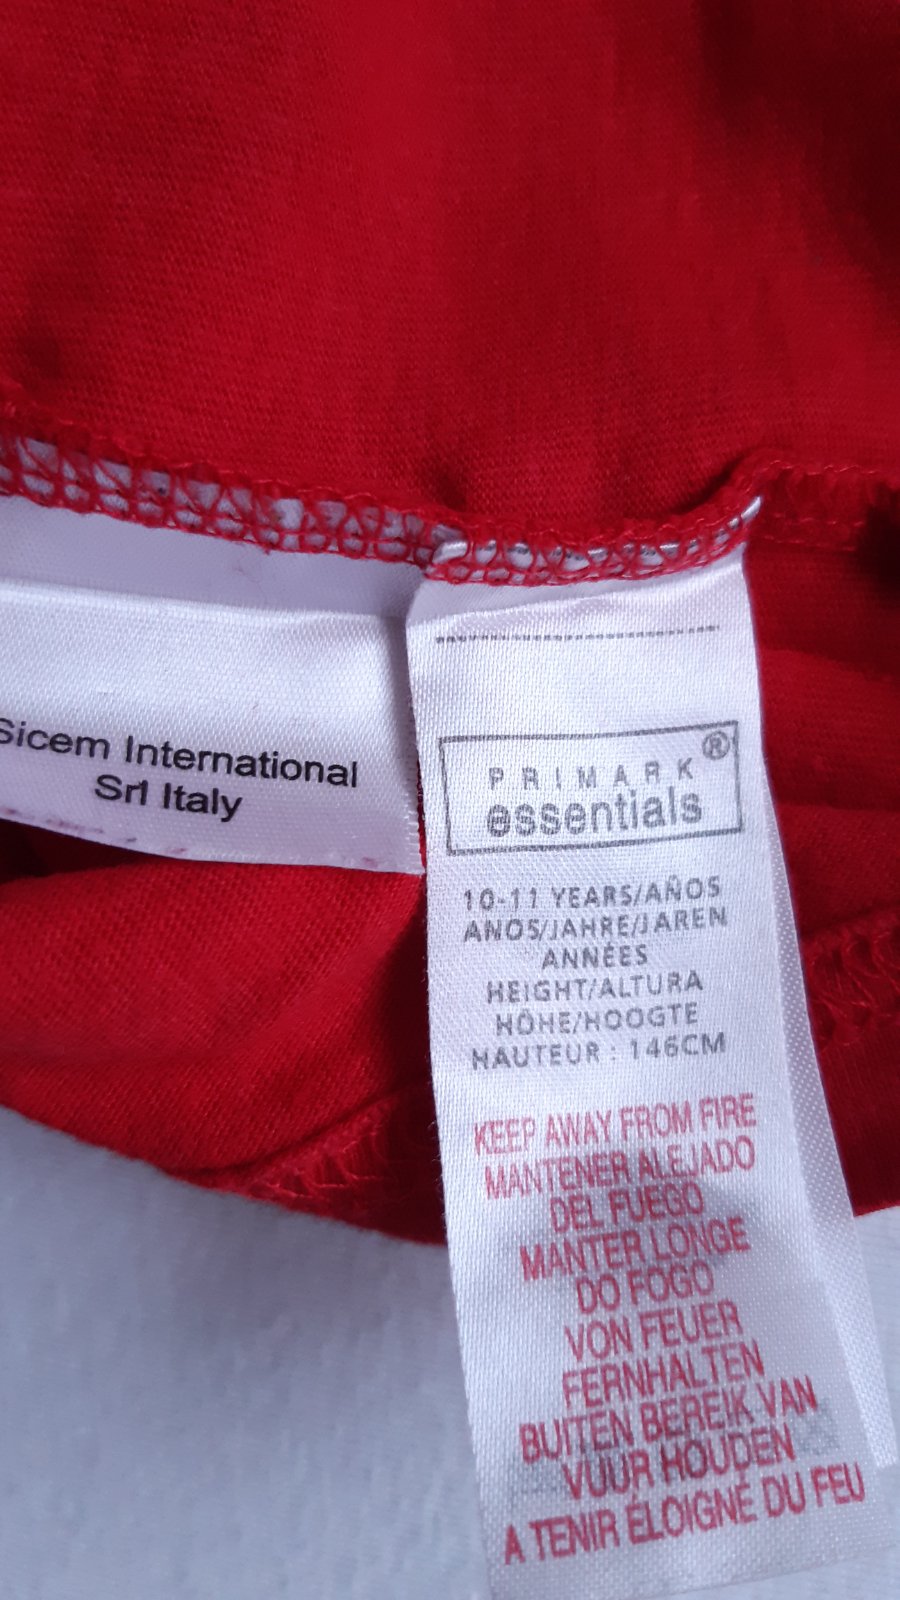 Sicem International
Srl Italy
PRIMARK®
essentials
10-11 YEARS/AÑOS
ANOS/JAHRE/JAREN
ANNÉES
HEIGHT/ALTURA
HÖHE/HOOGTE
HAUTEUR : 146CM
KEEP AWAY FROM FIRE
MANTENER ALEJADO
DEL FUEGO
MANTER LONGE
DO FOGO
VON FEUER
FERNHALTEN
BUITEN BEREIK VAN
VUUR HOUDEN
A TENIR ÉLOIGNÉ DU FEU